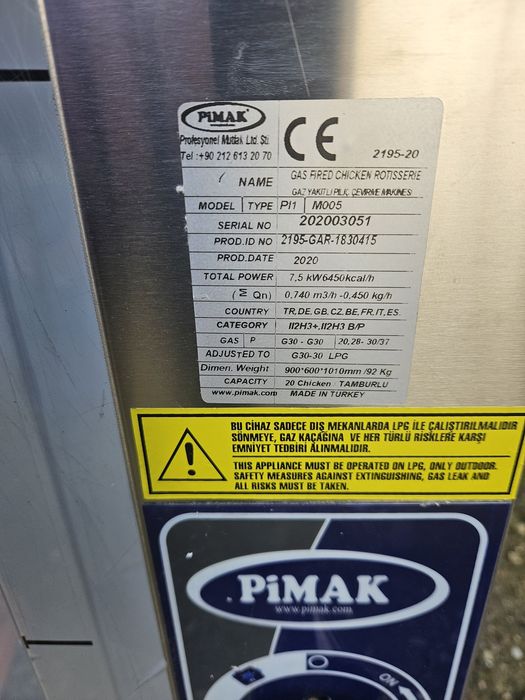 PiMAK
Profesyonel Mutfak Ltd. Sti.
Tel :+90 212 613 20 70
CE
2195-20
NAME GAS FIRED CHICKEN ROTISSERIE
GAZ YAKITLI PİLİÇ ÇEVİRME MAKİNESİ
MODEL TYPE PI1 M005
SERIAL NO 202003051
PROD.ID NO 2195-GAR-1830415
PROD.DATE 2020
TOTAL POWER 7,5 kW6450kcal/h
(Σ Qn) 0,740 m3/h -0,450 kg/h
COUNTRY TR,DE,GB,CZ,BE,FR,IT,ES
CATEGORY II2H3+,II2H3 B/P
GAS P G30 - G30 20,28- 30/37
ADJUSTED TO G30-30 LPG
Dimen. Weight 900*600*1010mm /92 Kg
CAPACITY 20 Chicken TAMBURLU
www.pimak.com MADE IN TURKEY
BU CİHAZ SADECE DIŞ MEKANLARDA LPG İLE ÇALIŞTIRILMALIDIR
SÖNMEYE, GAZ KAÇAĞINA VE HER TÜRLÜ RİSKLERE KARŞI
EMNİYET TEDBİRİ ALINMALIDIR.
THIS APPLIANCE MUST BE OPERATED ON LPG, ONLY OUTDOOR.
SAFETY MEASURES AGAINST EXTINGUISHING, GAS LEAK AND
ALL RISKS MUST BE TAKEN.
PiMAK
www.pimak.com
ON